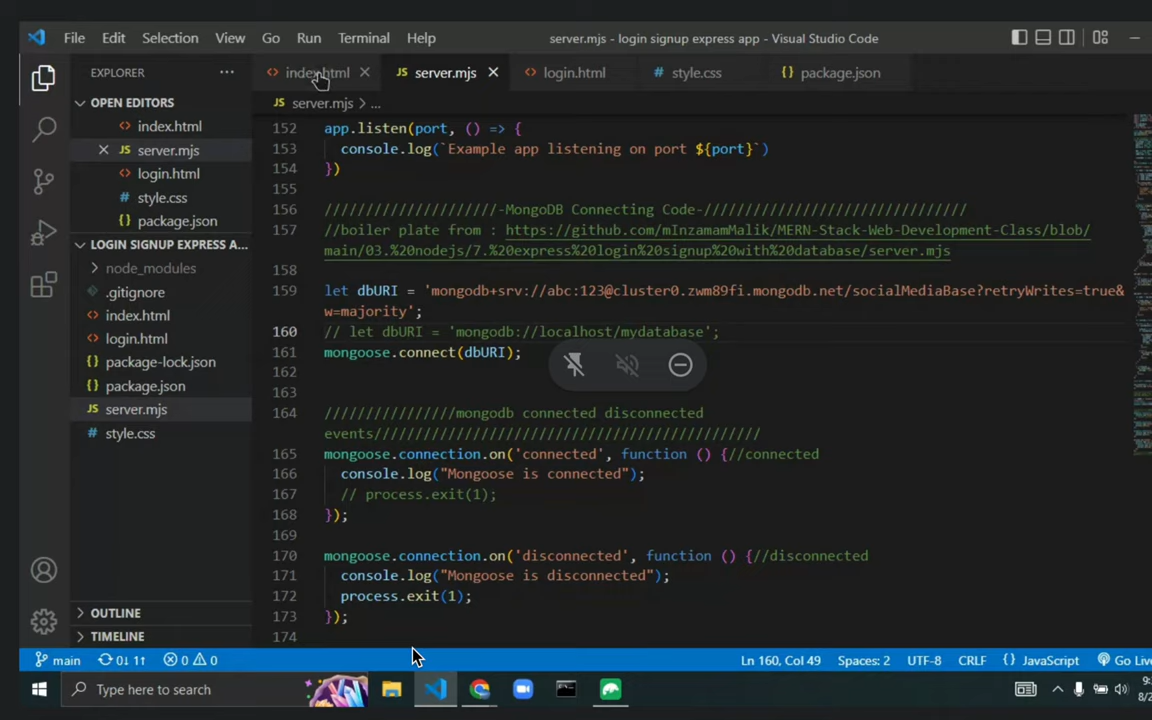 File Edit Selection View Go Run Terminal Help server.mjs - login signup express app - Visual Studio Code
EXPLORER ...
index.html server.mjs login.html # style.css {} package.json
JS server.mjs > ...
OPEN EDITORS
index.html
JS server.mjs
login.html
# style.css
{} package.json
LOGIN SIGNUP EXPRESS A...
node_modules
.gitignore
index.html
login.html
{} package-lock.json
{} package.json
JS server.mjs
# style.css
OUTLINE
TIMELINE
152 app.listen(port, () => {
153 console.log(`Example app listening on port ${port}`)
154 })
155
156 /////////////////////-MongoDB Connecting Code-////////////////////////////////
157 //boiler plate from : https://github.com/mInzamamMalik/MERN-Stack-Web-Development-Class/blob/
main/03.%20nodejs/7.%20express%20login%20signup%20with%20database/server.mjs
158
159 let dbURI = 'mongodb+srv://abc:123@cluster0.zwm89fi.mongodb.net/socialMediaBase?retryWrites=true&
w=majority';
160 // let dbURI = 'mongodb://localhost/mydatabase';
161 mongoose.connect(dbURI);
162
163
164 ////////////////mongodb connected disconnected
events///////////////////////////////////////////////
165 mongoose.connection.on('connected', function () {//connected
166 console.log("Mongoose is connected");
167 // process.exit(1);
168 });
169
170 mongoose.connection.on('disconnected', function () {//disconnected
171 console.log("Mongoose is disconnected");
172 process.exit(1);
173 });
174
main 0↓ 1↑ 0 0 Ln 160, Col 49 Spaces: 2 UTF-8 CRLF {} JavaScript Go Live
Type here to search